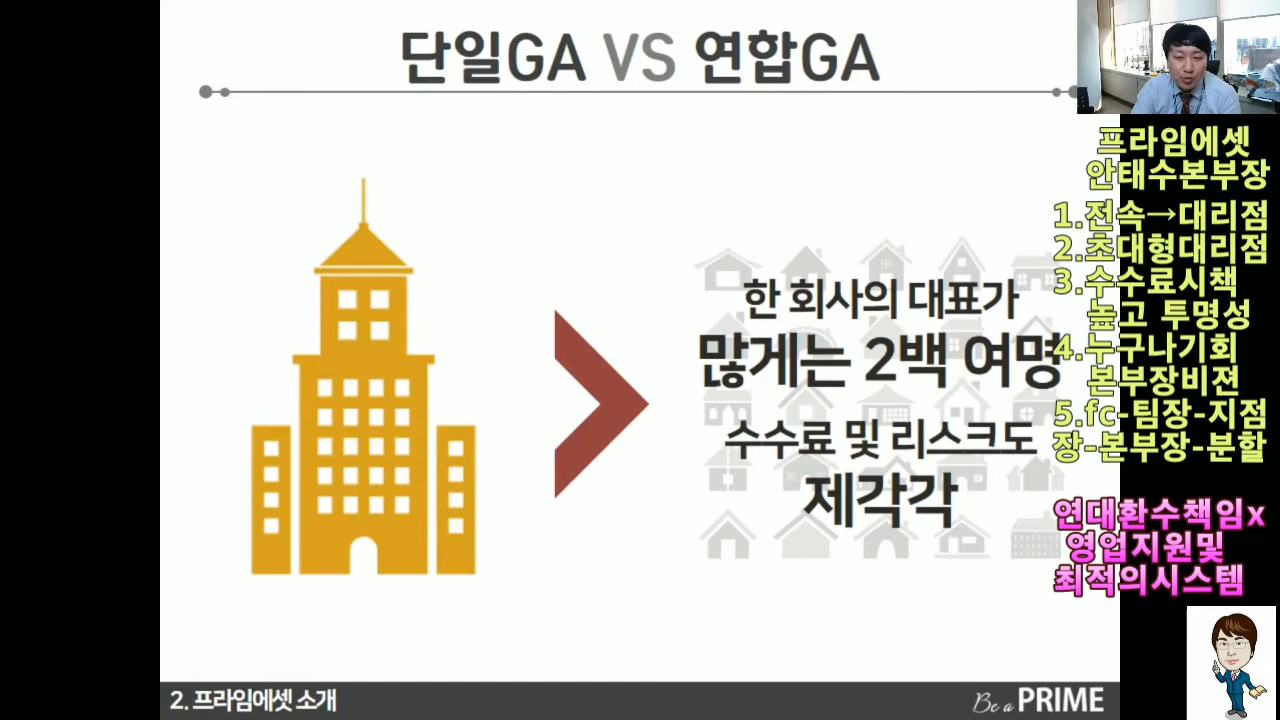 단일GA VS 연합GA
한 회사의 대표가
많게는 2백 여명
수수료 및 리스크도
제각각
프라임에셋
안태수본부장
1.전속→대리점
2.초대형대리점
3.수수료시책
높고 투명성
4.누구나기회
본부장비젼
5.fc-팀장-지점
장-본부장-분할
연대환수책임x
영업지원및
최적의시스템
2. 프라임에셋 소개
Be a PRIME